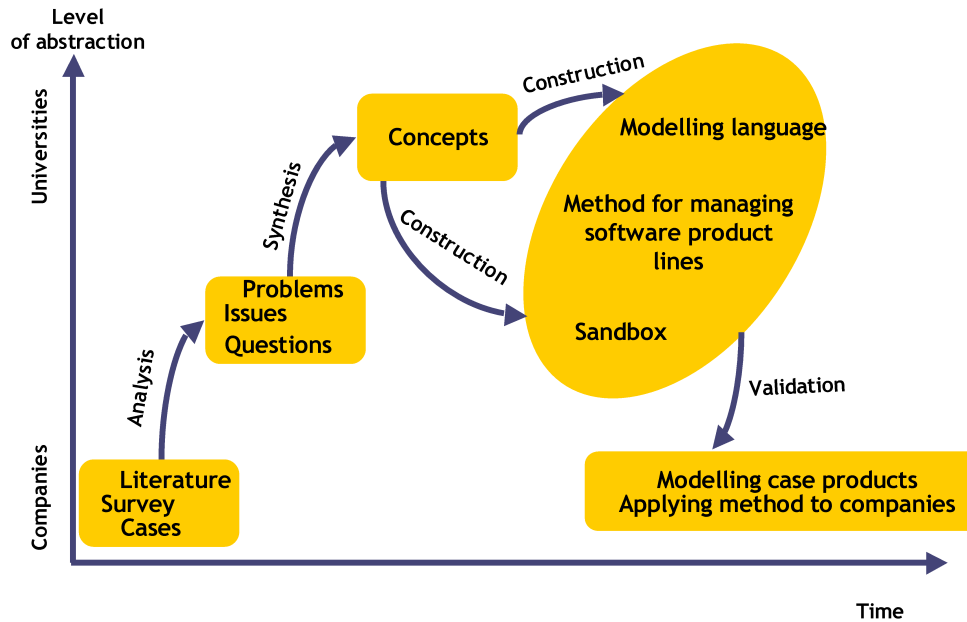 Level
of abstraction
Universities
Companies
Construction
Concepts
Modelling language
Synthesis
Construction
Method for managing
software product
lines
Problems
Issues
Questions
Sandbox
Analysis
Validation
Literature
Survey
Cases
Modelling case products
Applying method to companies
Time